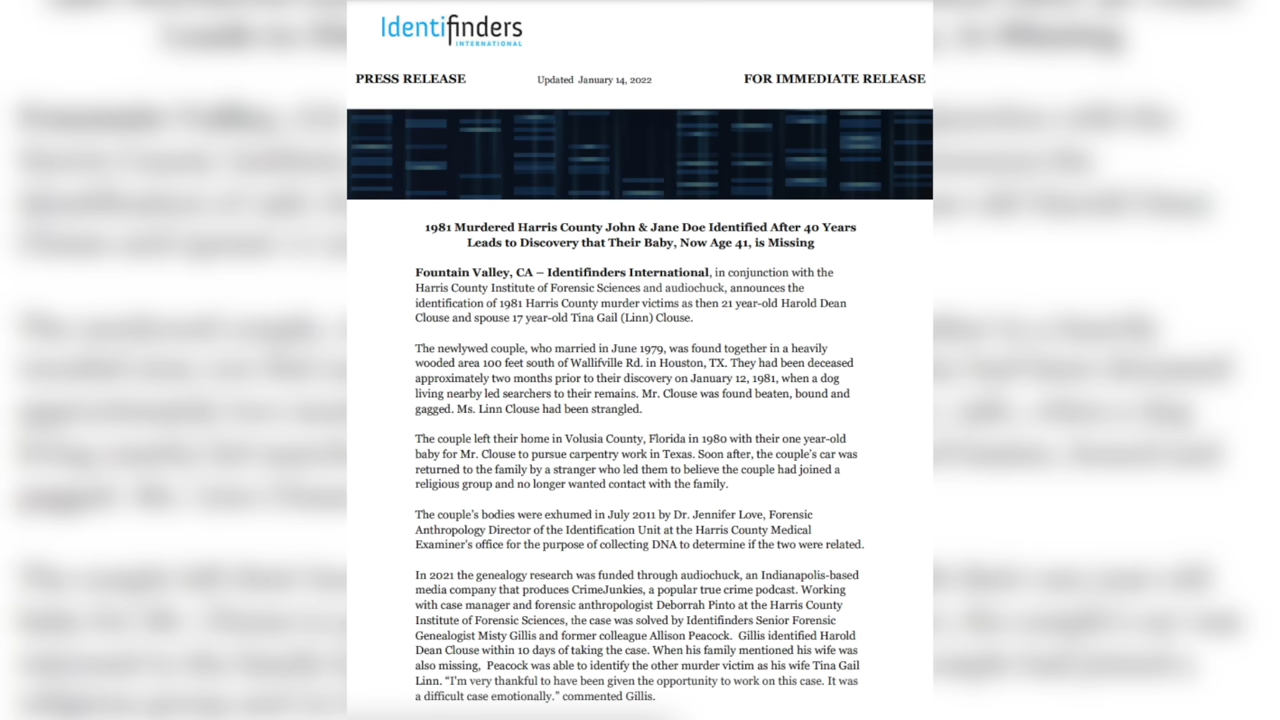 Identifinders
INTERNATIONAL
PRESS RELEASE Updated January 14, 2022 FOR IMMEDIATE RELEASE
1981 Murdered Harris County John & Jane Doe Identified After 40 Years
Leads to Discovery that Their Baby, Now Age 41, is Missing
Fountain Valley, CA – Identifinders International, in conjunction with the
Harris County Institute of Forensic Sciences and audiochuck, announces the
identification of 1981 Harris County murder victims as then 21 year-old Harold Dean
Clouse and spouse 17 year-old Tina Gail (Linn) Clouse.
The newlywed couple, who married in June 1979, was found together in a heavily
wooded area 100 feet south of Wallifville Rd. in Houston, TX. They had been deceased
approximately two months prior to their discovery on January 12, 1981, when a dog
living nearby led searchers to their remains. Mr. Clouse was found beaten, bound and
gagged. Ms. Linn Clouse had been strangled.
The couple left their home in Volusia County, Florida in 1980 with their one year-old
baby for Mr. Clouse to pursue carpentry work in Texas. Soon after, the couple's car was
returned to the family by a stranger who led them to believe the couple had joined a
religious group and no longer wanted contact with the family.
The couple's bodies were exhumed in July 2011 by Dr. Jennifer Love, Forensic
Anthropology Director of the Identification Unit at the Harris County Medical
Examiner's office for the purpose of collecting DNA to determine if the two were related.
In 2021 the genealogy research was funded through audiochuck, an Indianapolis-based
media company that produces CrimeJunkies, a popular true crime podcast. Working
with case manager and forensic anthropologist Deborrah Pinto at the Harris County
Institute of Forensic Sciences, the case was solved by Identifinders Senior Forensic
Genealogist Misty Gillis and former colleague Allison Peacock. Gillis identified Harold
Dean Clouse within 10 days of taking the case. When his family mentioned his wife was
also missing, Peacock was able to identify the other murder victim as his wife Tina Gail
Linn. “I'm very thankful to have been given the opportunity to work on this case. It was
a difficult case emotionally.” commented Gillis.